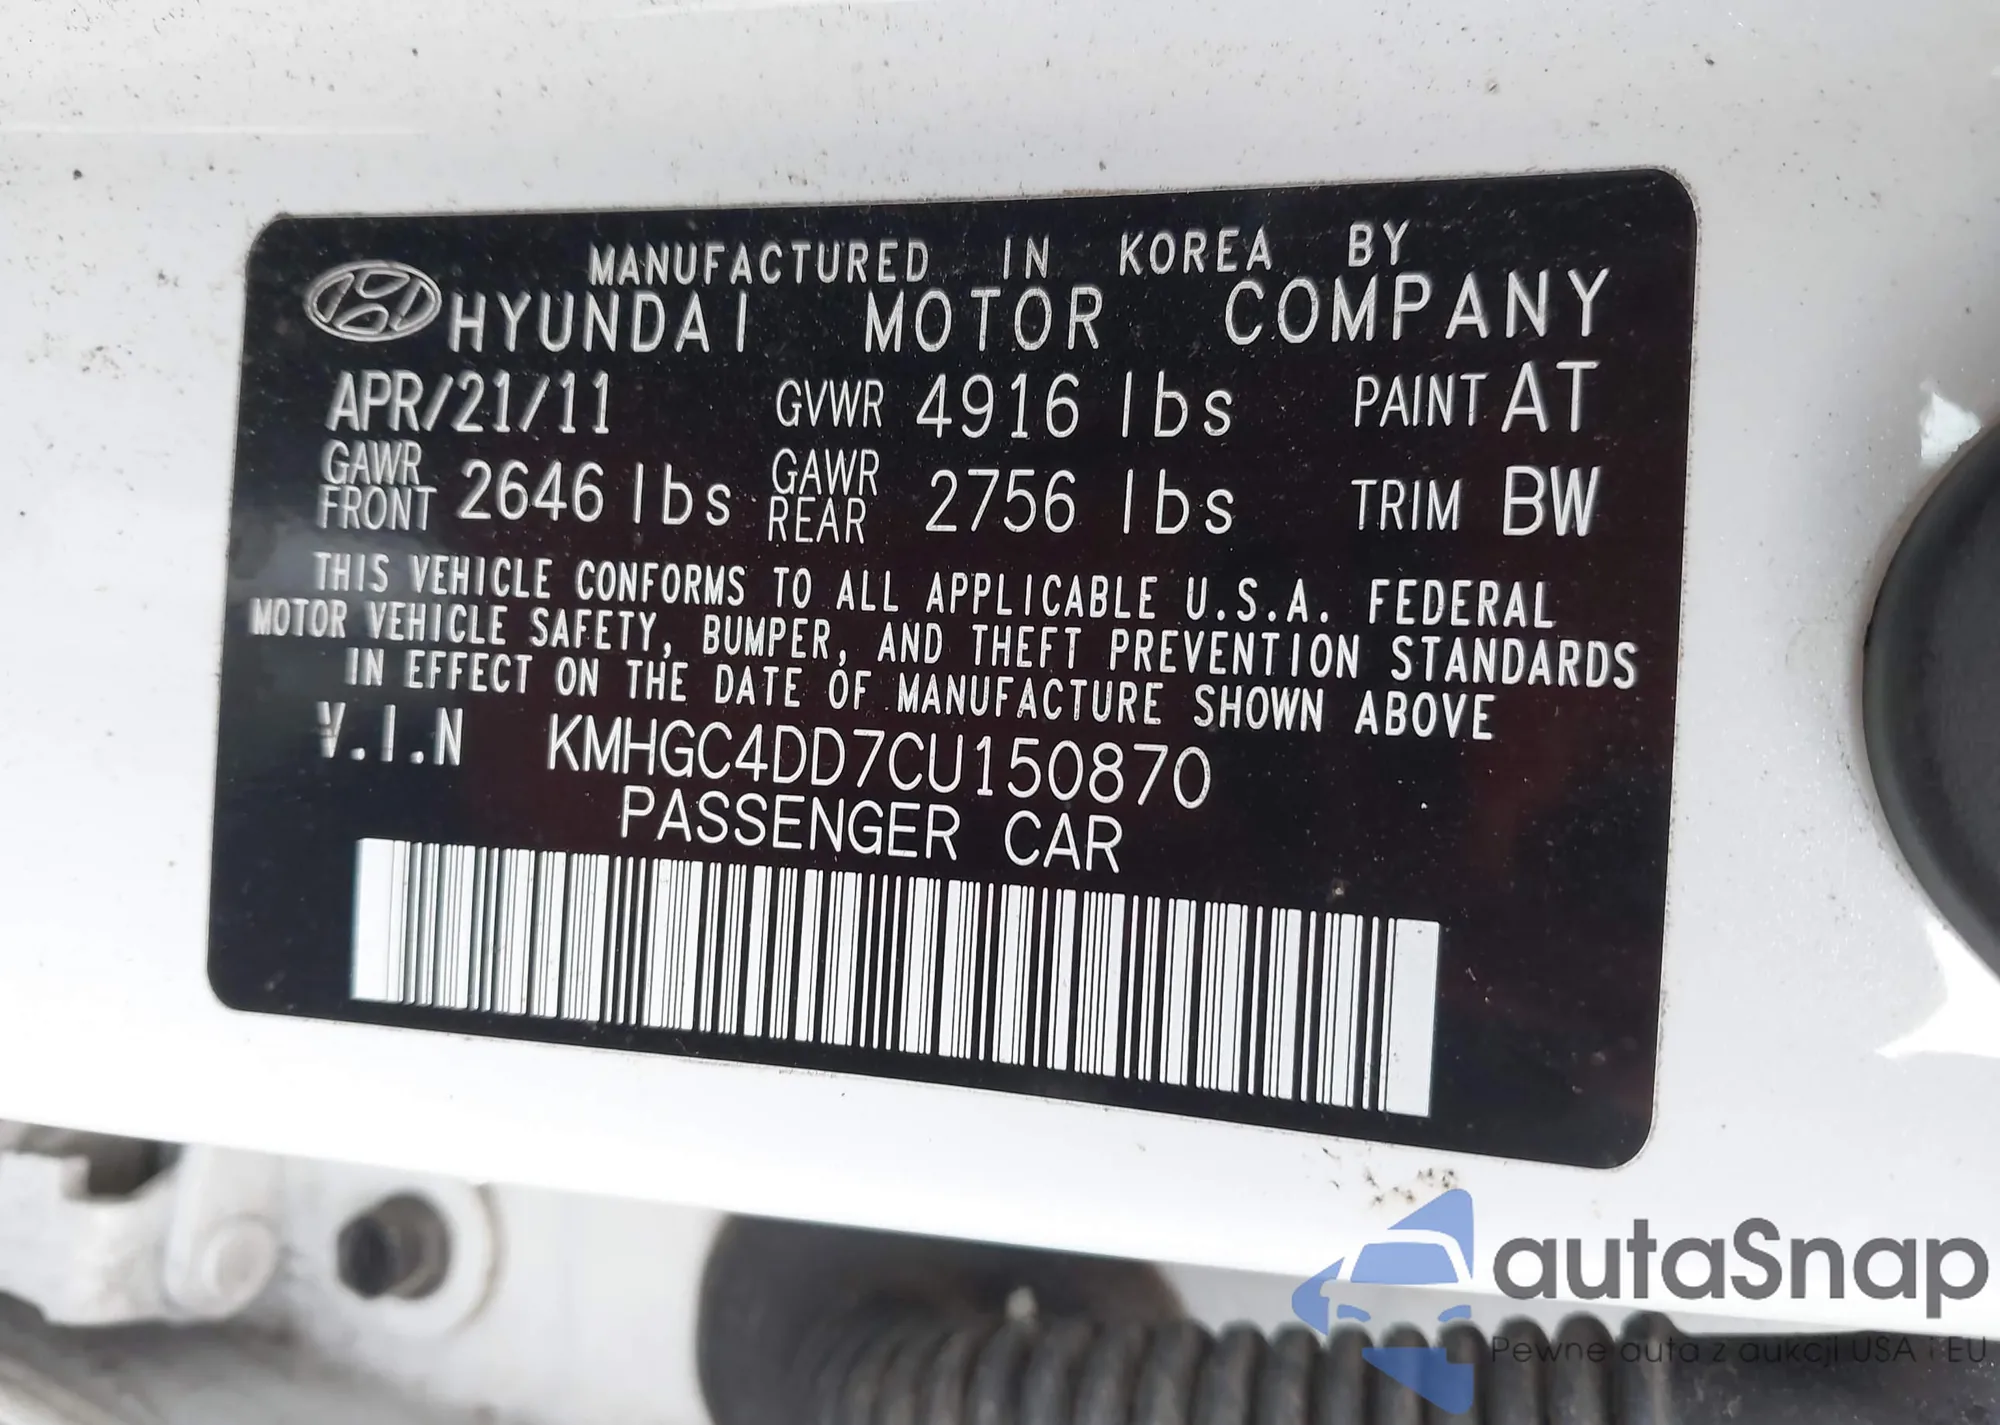 MANUFACTURED IN KOREA BY
HYUNDAI MOTOR COMPANY
APR/21/11 GVWR 4916 lbs PAINT AT
GAWR FRONT 2646 lbs GAWR REAR 2756 lbs TRIM BW
THIS VEHICLE CONFORMS TO ALL APPLICABLE U.S.A. FEDERAL
MOTOR VEHICLE SAFETY, BUMPER, AND THEFT PREVENTION STANDARDS
IN EFFECT ON THE DATE OF MANUFACTURE SHOWN ABOVE
V.I.N KMHGC4DD7CU150870
PASSENGER CAR
autaSnap
Pewne auta z aukcji USA i EU